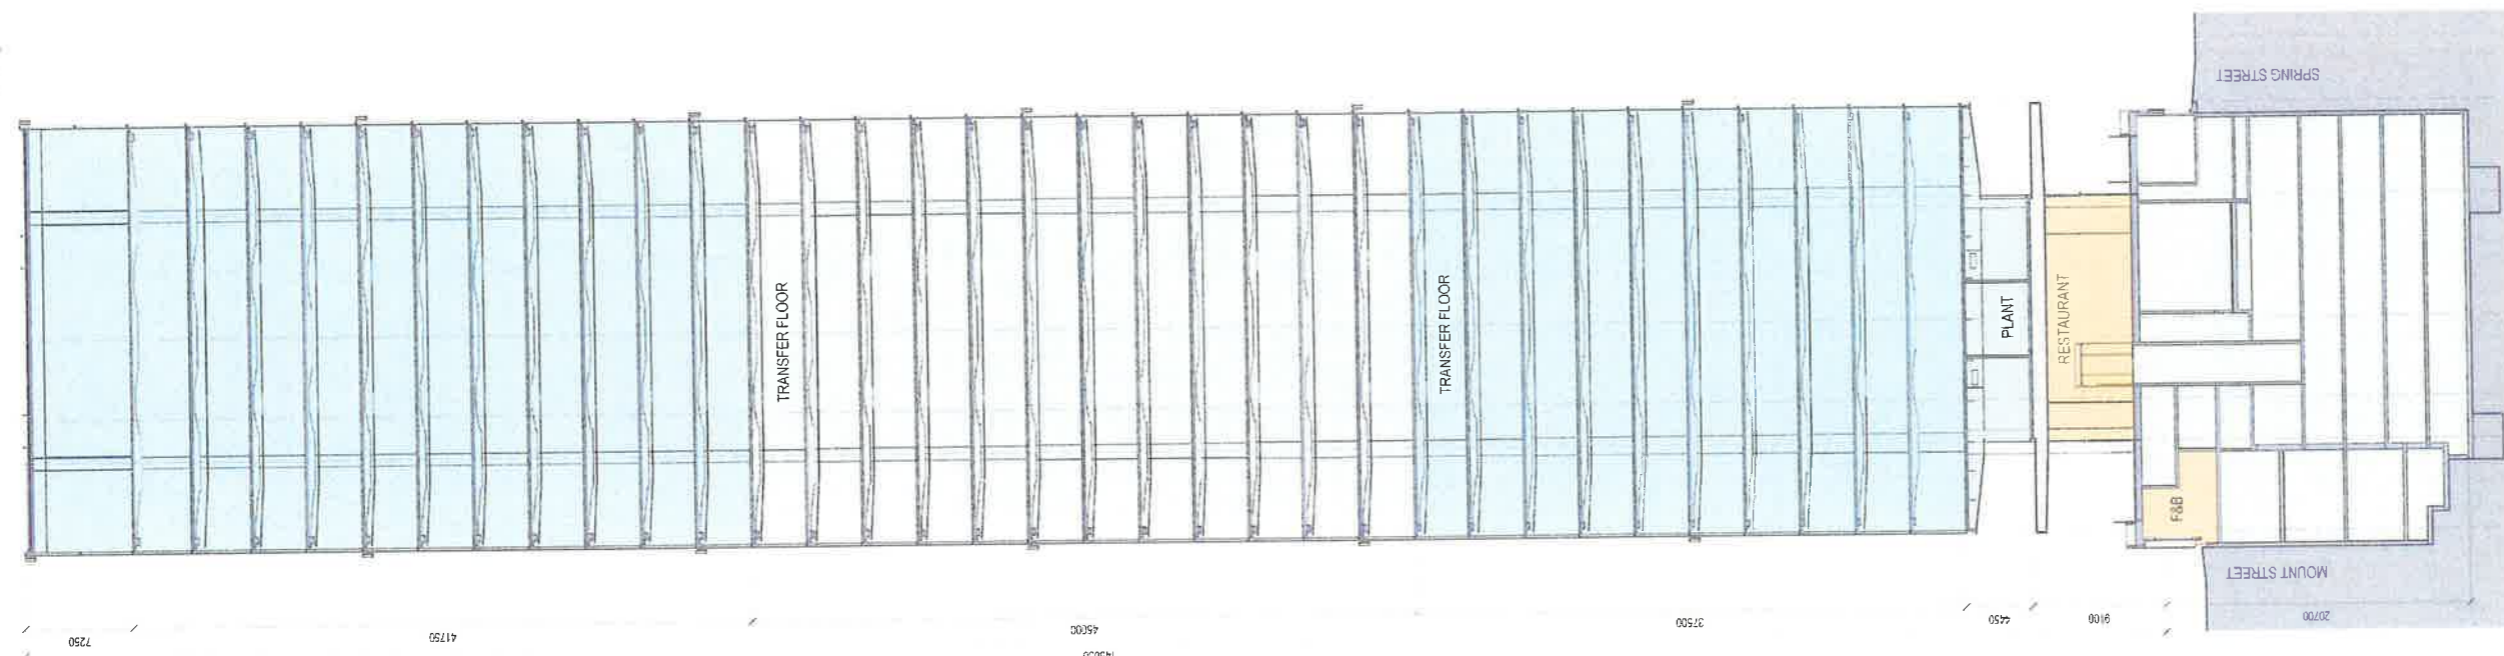 SPRING STREET
TRANSFER FLOOR
TRANSFER FLOOR
PLANT
RESTAURANT
F&B
MOUNT STREET
7250
41750
45000
37500
4450
9100
20700